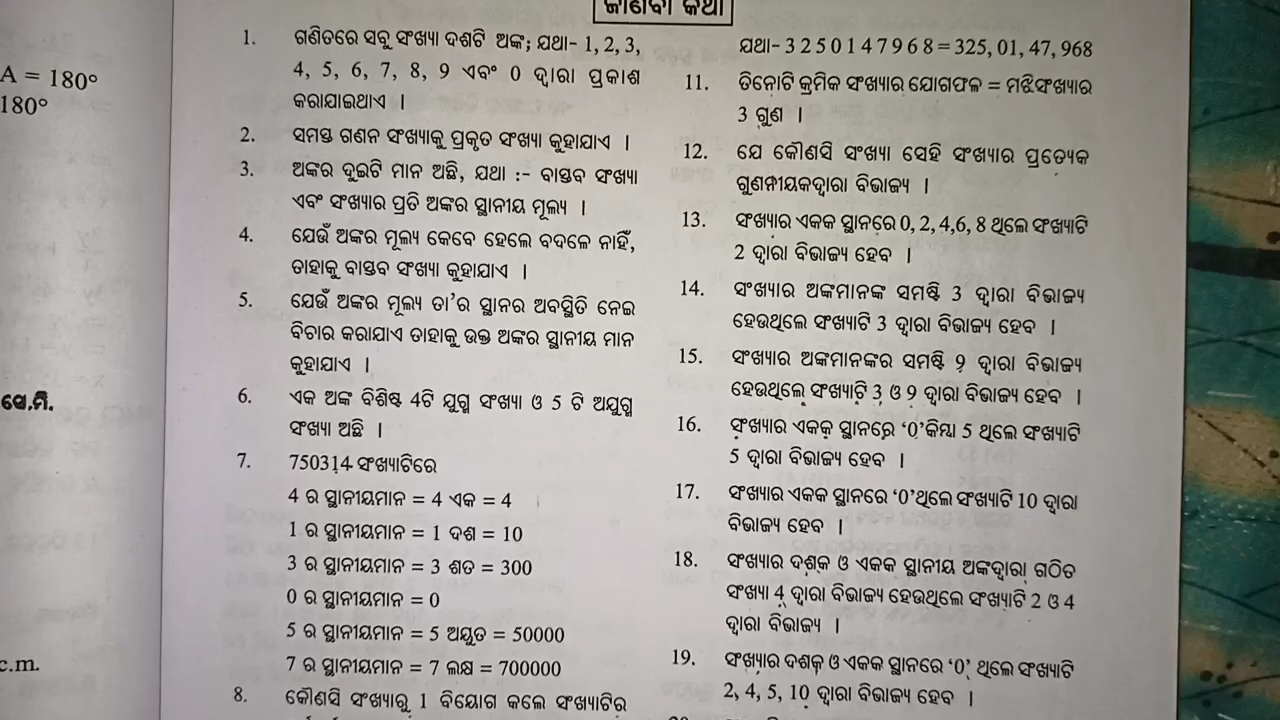 A = 180°
180°
ସେ.ମି.
c.m.
ଜାଣିବା କଥା
1. ଗଣିତରେ ସବୁ ସଂଖ୍ୟା ଦଶଟି ଅଙ୍କ; ଯଥା- 1, 2, 3,
4, 5, 6, 7, 8, 9 ଏବଂ 0 ଦ୍ୱାରା ପ୍ରକାଶ
କରାଯାଇଥାଏ ।
2. ସମସ୍ତ ଗଣନ ସଂଖ୍ୟାକୁ ପ୍ରକୃତ ସଂଖ୍ୟା କୁହାଯାଏ ।
3. ଅଙ୍କର ଦୁଇଟି ମାନ ଅଛି, ଯଥା :- ବାସ୍ତବ ସଂଖ୍ୟା
ଏବଂ ସଂଖ୍ୟାର ପ୍ରତି ଅଙ୍କର ସ୍ଥାନୀୟ ମୂଲ୍ୟ ।
4. ଯେଉଁ ଅଙ୍କର ମୂଲ୍ୟ କେବେ ହେଲେ ବଦଳେ ନାହିଁ,
ତାହାକୁ ବାସ୍ତବ ସଂଖ୍ୟା କୁହାଯାଏ ।
5. ଯେଉଁ ଅଙ୍କର ମୂଲ୍ୟ ତା’ର ସ୍ଥାନର ଅବସ୍ଥିତି ନେଇ
ବିଚାର କରାଯାଏ ତାହାକୁ ଉକ୍ତ ଅଙ୍କର ସ୍ଥାନୀୟ ମାନ
କୁହାଯାଏ ।
6. ଏକ ଅଙ୍କ ବିଶିଷ୍ଟ 4ଟି ଯୁଗ୍ମ ସଂଖ୍ୟା ଓ 5 ଟି ଅଯୁଗ୍ମ
ସଂଖ୍ୟା ଅଛି ।
7. 750314 ସଂଖ୍ୟାଟିରେ
4 ର ସ୍ଥାନୀୟମାନ = 4 ଏକ = 4
1 ର ସ୍ଥାନୀୟମାନ = 1 ଦଶ = 10
3 ର ସ୍ଥାନୀୟମାନ = 3 ଶତ = 300
0 ର ସ୍ଥାନୀୟମାନ = 0
5 ର ସ୍ଥାନୀୟମାନ = 5 ଅୟୁତ = 50000
7 ର ସ୍ଥାନୀୟମାନ = 7 ଲକ୍ଷ = 700000
8. କୌଣସି ସଂଖ୍ୟାରୁ 1 ବିୟୋଗ କଲେ ସଂଖ୍ୟାଟିର
ଯଥା- 3 2 5 0 1 4 7 9 6 8 = 325, 01, 47, 968
11. ତିନୋଟି କ୍ରମିକ ସଂଖ୍ୟାର ଯୋଗଫଳ = ମଝିସଂଖ୍ୟାର
3 ଗୁଣ ।
12. ଯେ କୌଣସି ସଂଖ୍ୟା ସେହି ସଂଖ୍ୟାର ପ୍ରତ୍ୟେକ
ଗୁଣନୀୟକଦ୍ୱାରା ବିଭାଜ୍ୟ ।
13. ସଂଖ୍ୟାର ଏକକ ସ୍ଥାନରେ 0, 2, 4,6, 8 ଥିଲେ ସଂଖ୍ୟାଟି
2 ଦ୍ୱାରା ବିଭାଜ୍ୟ ହେବ ।
14. ସଂଖ୍ୟାର ଅଙ୍କମାନଙ୍କ ସମଷ୍ଟି 3 ଦ୍ୱାରା ବିଭାଜ୍ୟ
ହେଉଥିଲେ ସଂଖ୍ୟାଟି 3 ଦ୍ୱାରା ବିଭାଜ୍ୟ ହେବ ।
15. ସଂଖ୍ୟାର ଅଙ୍କମାନଙ୍କର ସମଷ୍ଟି 9 ଦ୍ୱାରା ବିଭାଜ୍ୟ
ହେଉଥିଲେ ସଂଖ୍ୟାଟି 3 ଓ 9 ଦ୍ୱାରା ବିଭାଜ୍ୟ ହେବ ।
16. ସଂଖ୍ୟାର ଏକକ ସ୍ଥାନରେ ‘0’କିମ୍ବା 5 ଥିଲେ ସଂଖ୍ୟାଟି
5 ଦ୍ୱାରା ବିଭାଜ୍ୟ ହେବ ।
17. ସଂଖ୍ୟାର ଏକକ ସ୍ଥାନରେ ‘0’ଥିଲେ ସଂଖ୍ୟାଟି 10 ଦ୍ୱାରା
ବିଭାଜ୍ୟ ହେବ ।
18. ସଂଖ୍ୟାର ଦଶକ ଓ ଏକକ ସ୍ଥାନୀୟ ଅଙ୍କଦ୍ୱାରା ଗଠିତ
ସଂଖ୍ୟା 4 ଦ୍ୱାରା ବିଭାଜ୍ୟ ହେଉଥିଲେ ସଂଖ୍ୟାଟି 2 ଓ 4
ଦ୍ୱାରା ବିଭାଜ୍ୟ ।
19. ସଂଖ୍ୟାର ଦଶକ ଓ ଏକକ ସ୍ଥାନରେ ‘0’ ଥିଲେ ସଂଖ୍ୟାଟି
2, 4, 5, 10 ଦ୍ୱାରା ବିଭାଜ୍ୟ ହେବ ।